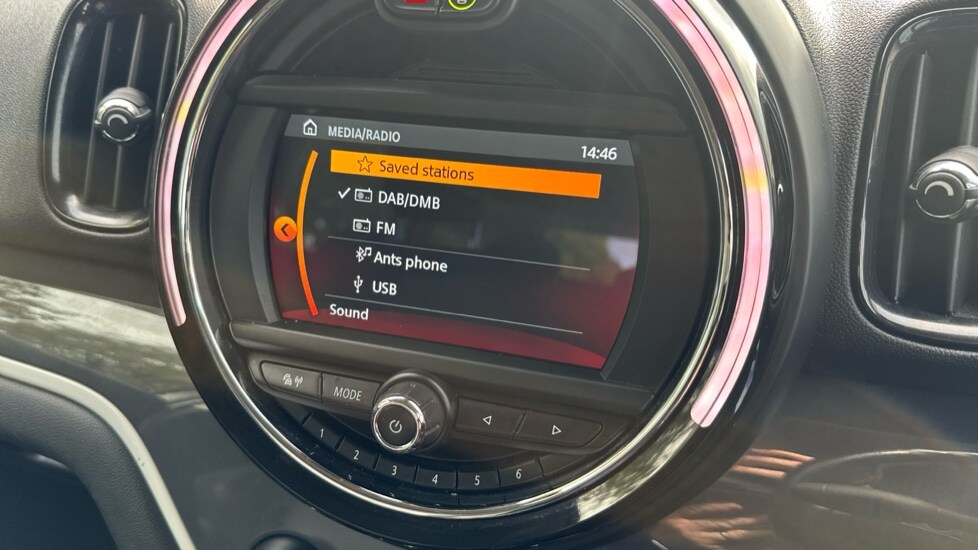 MEDIA/RADIO
14:46
Saved stations
DAB/DMB
FM
Ants phone
USB
Sound
MODE
1
2
3
4
5
6